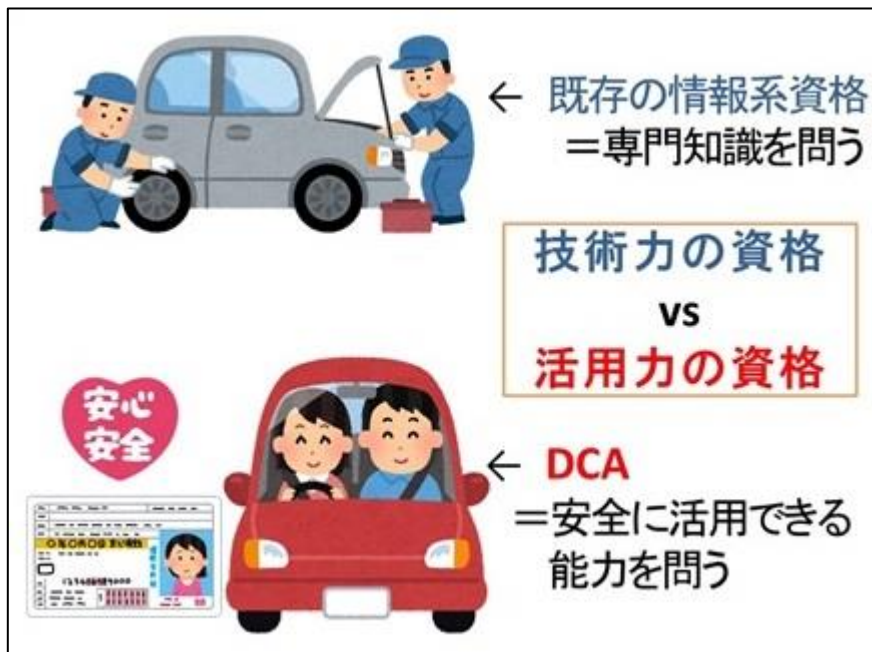 ← 既存の情報系資格
＝専門知識を問う
技術力の資格
vs
活用力の資格
安心
安全
← DCA
＝安全に活用できる
能力を問う